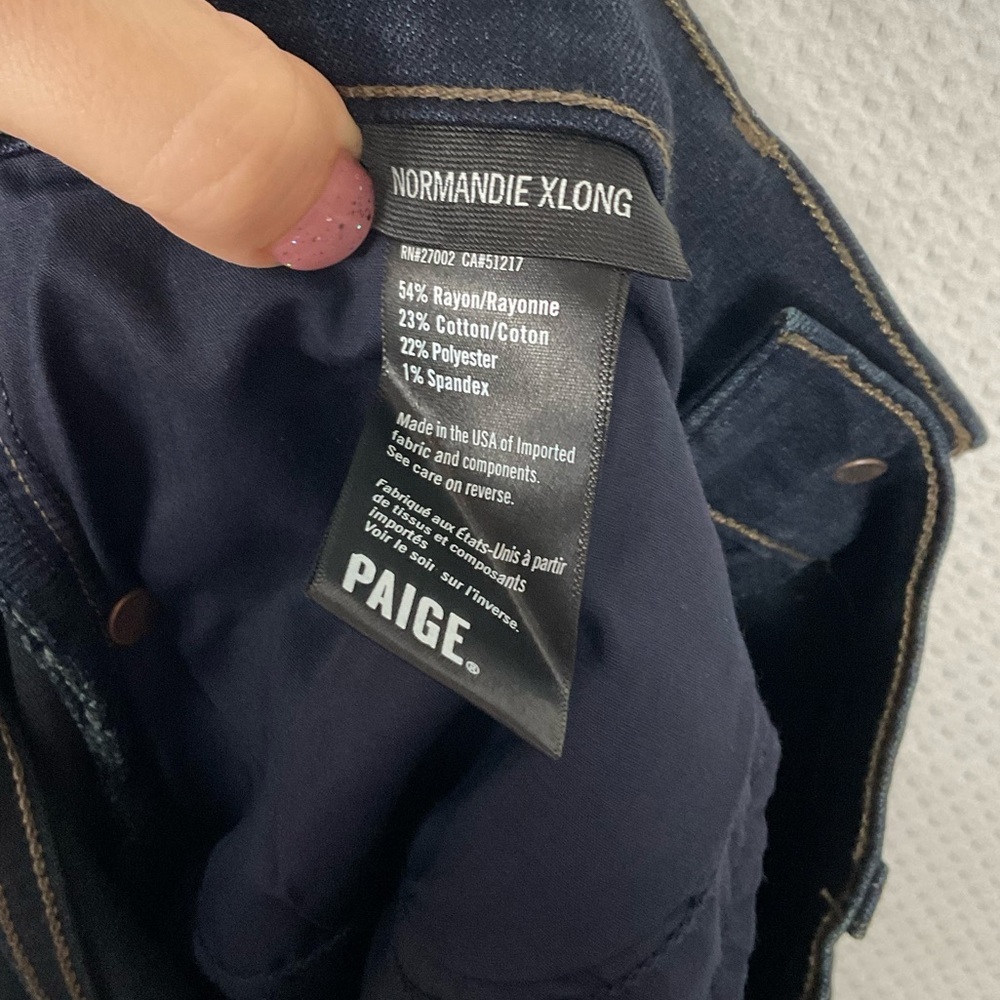 NORMANDIE XLONG
RN#27002 CA#51217
54% Rayon/Rayonne
23% Cotton/Coton
22% Polyester
1% Spandex
Made in the USA of Imported
fabric and components.
See care on reverse.
Fabriqué aux États-Unis à partir
de tissus et composants
importés
Voir le soil sur l'inverse.
PAIGE®